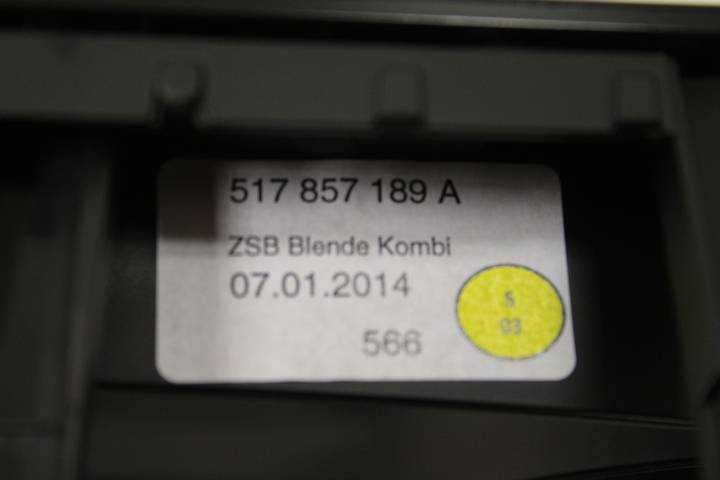 517 857 189 A
ZSB Blende Kombi
07.01.2014
566
S
03